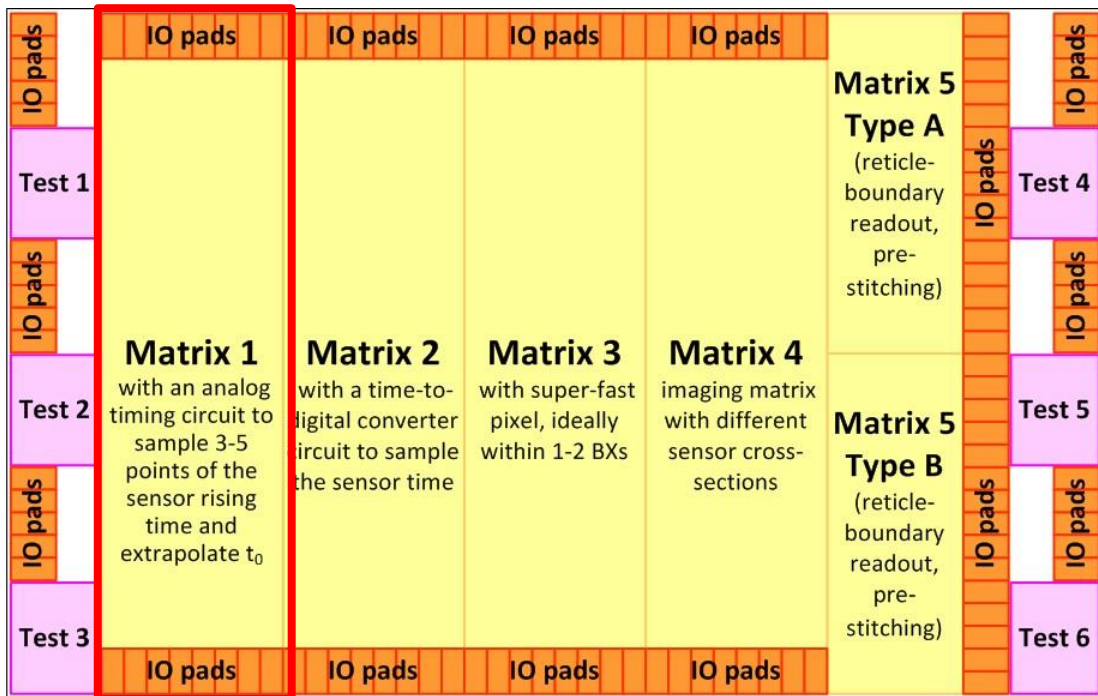 IO pads
Test 1
IO pads
Test 2
IO pads
Test 3
IO pads
Matrix 1
with an analog
timing circuit to
sample 3-5
points of the
sensor rising
time and
extrapolate t₀
IO pads
IO pads
Matrix 2
with a time-to-
digital converter
circuit to sample
the sensor time
IO pads
IO pads
Matrix 3
with super-fast
pixel, ideally
within 1-2 BXs
IO pads
IO pads
Matrix 4
imaging matrix
with different
sensor cross-
sections
IO pads
Matrix 5
Type A
(reticle-
boundary
readout,
pre-
stitching)
Matrix 5
Type B
(reticle-
boundary
readout,
pre-
stitching)
IO pads
IO pads
IO pads
Test 4
IO pads
Test 5
IO pads
Test 6